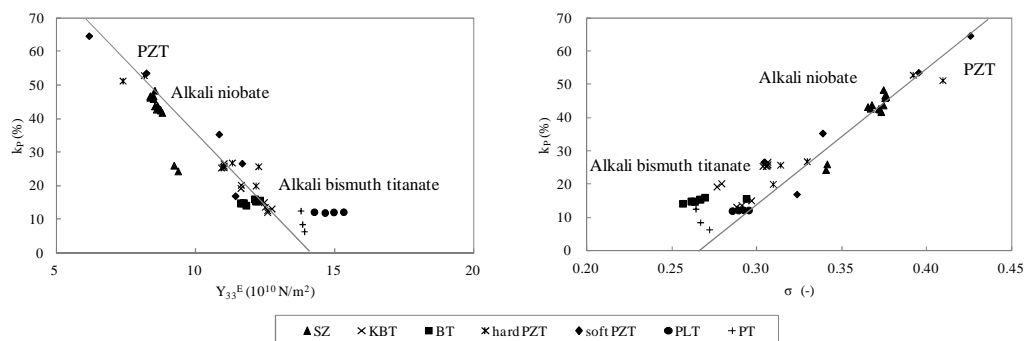 70
60
50
40
30
20
10
0
kP (%)
PZT
Alkali niobate
Alkali bismuth titanate
5
10
15
20
Y33E (10^10 N/m2)
70
60
50
40
30
20
10
0
kP (%)
Alkali niobate
PZT
Alkali bismuth titanate
0.20
0.25
0.30
0.35
0.40
0.45
σ (-)
SZ KBT BT hard PZT soft PZT PLT PT